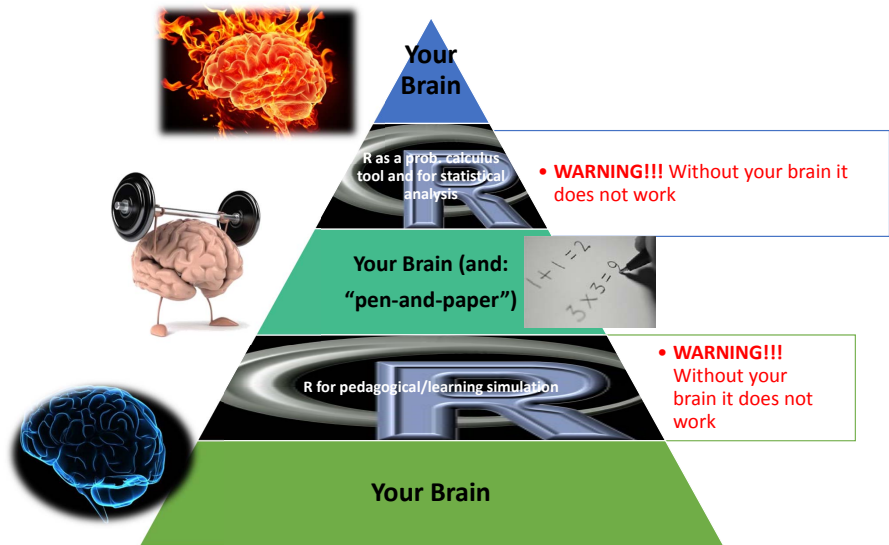 Your
Brain
R as a prob. calculus
tool and for statistical
analysis
• WARNING!!! Without your brain it
does not work
Your Brain (and:
“pen-and-paper”)
1+1=2
3×3=9
R for pedagogical/learning simulation
• WARNING!!!
Without your
brain it does not
work
Your Brain